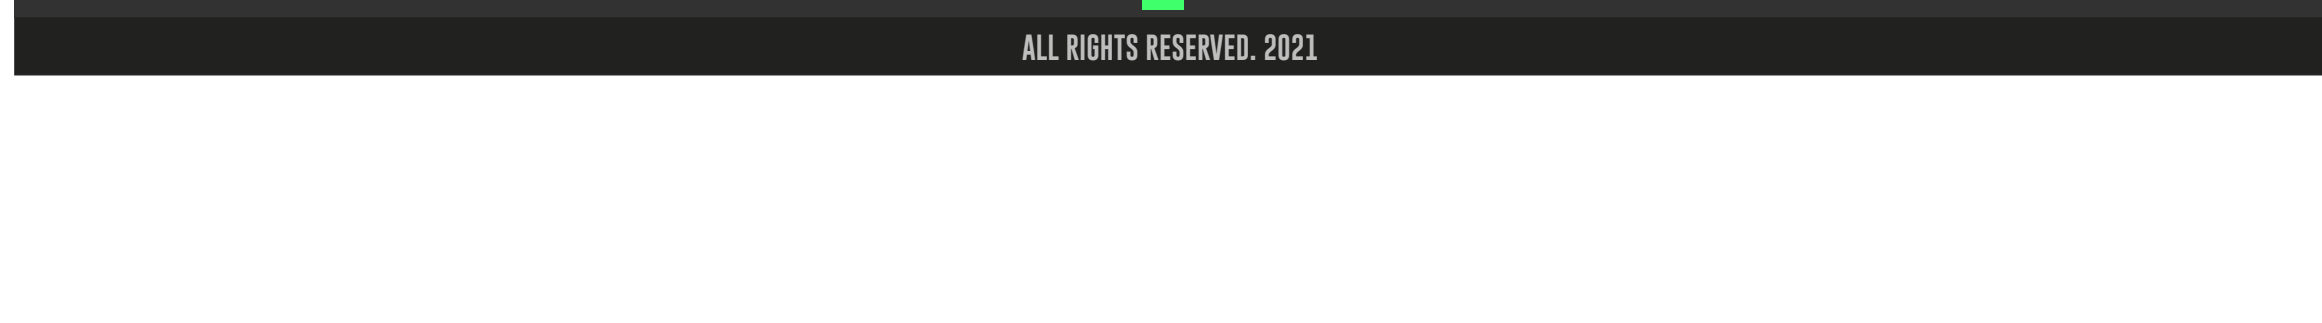 ALL RIGHTS RESERVED. 2021